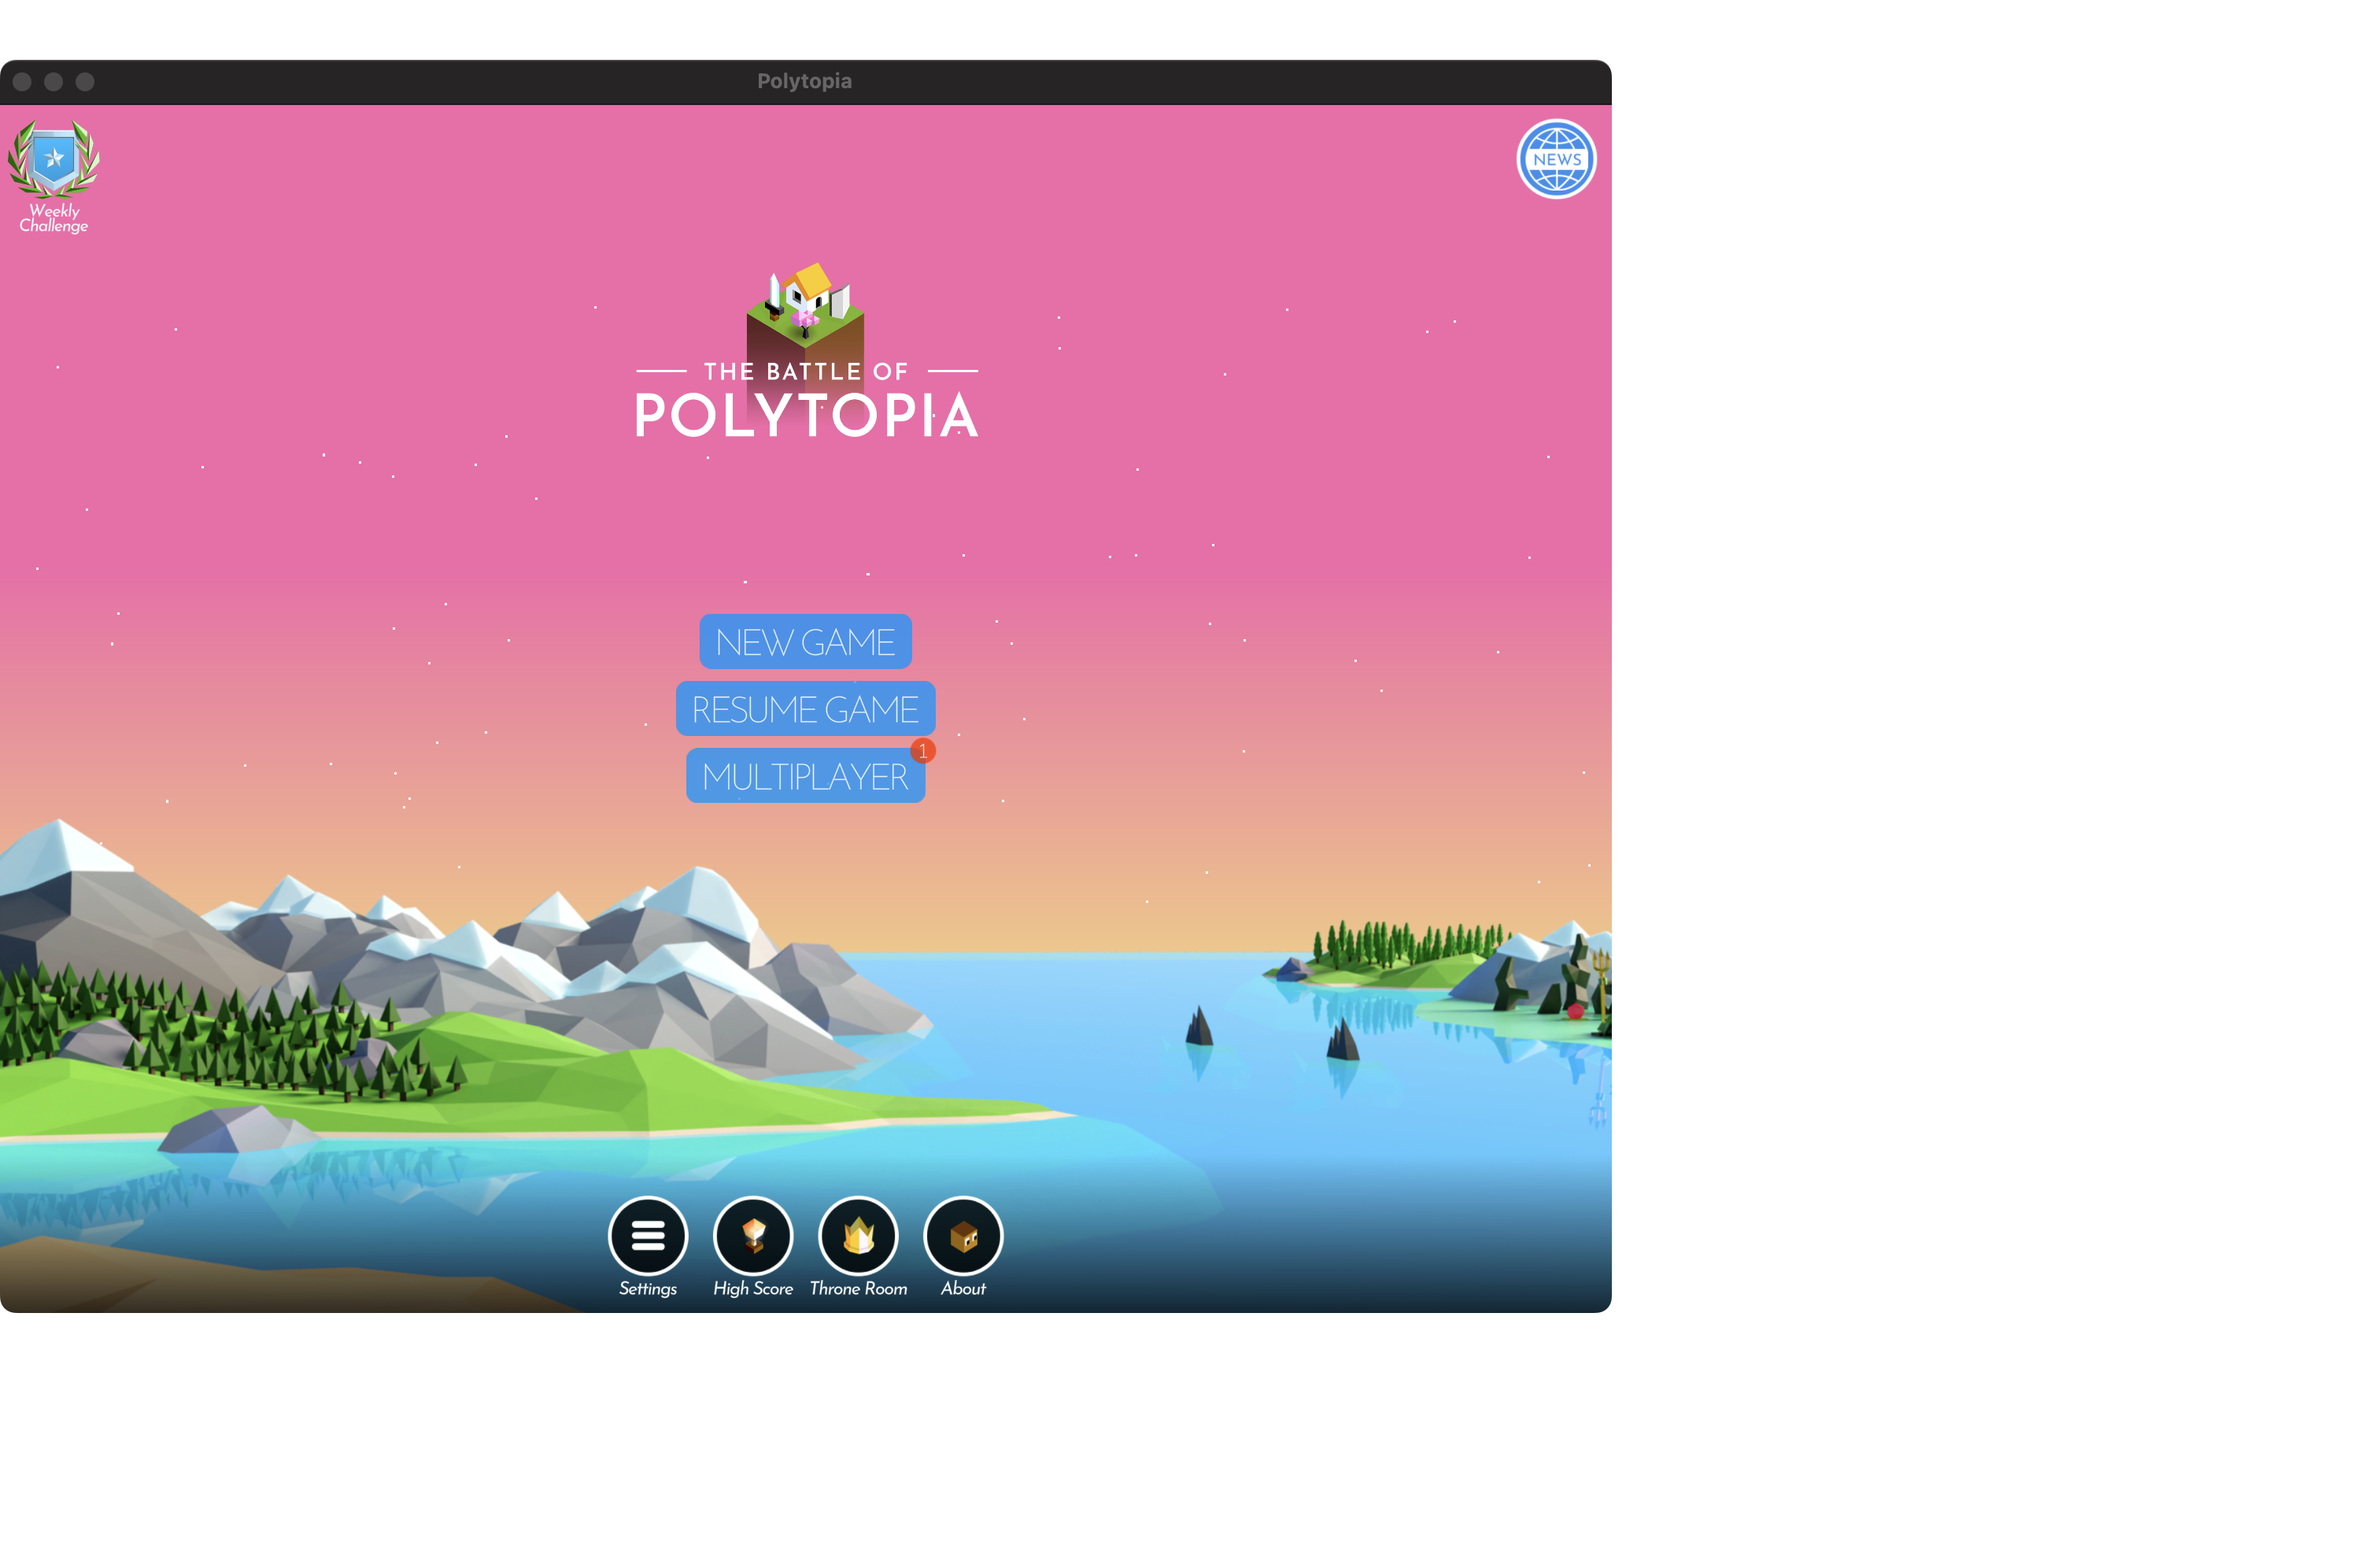 Polytopia
Weekly
Challenge
NEWS
THE BATTLE OF
POLYTOPIA
NEW GAME
RESUME GAME
1
MULTIPLAYER
Settings
High Score
Throne Room
About